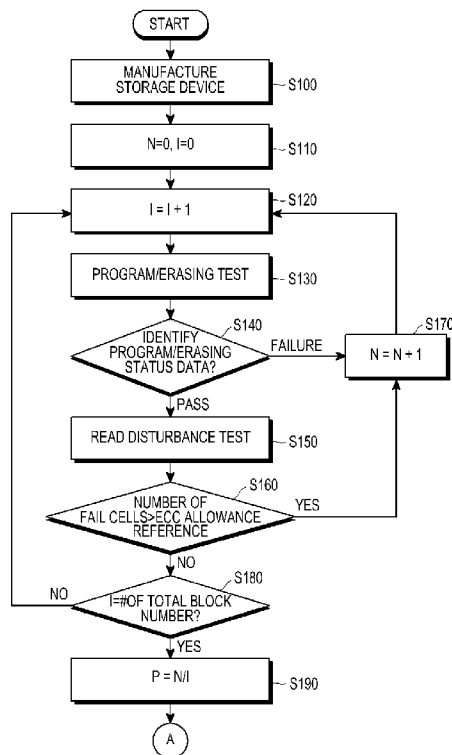 START
MANUFACTURE
STORAGE DEVICE
S100
N=0, I=0
S110
S120
I = I + 1
PROGRAM/ERASING TEST
S130
S140
IDENTIFY
PROGRAM/ERASING
STATUS DATA?
FAILURE
S170
N = N + 1
PASS
READ DISTURBANCE TEST
S150
S160
NUMBER OF
FAIL CELLS>ECC ALLOWANCE
REFERENCE
YES
NO
S180
NO
I=#OF TOTAL BLOCK
NUMBER?
YES
P = N/I
S190
A